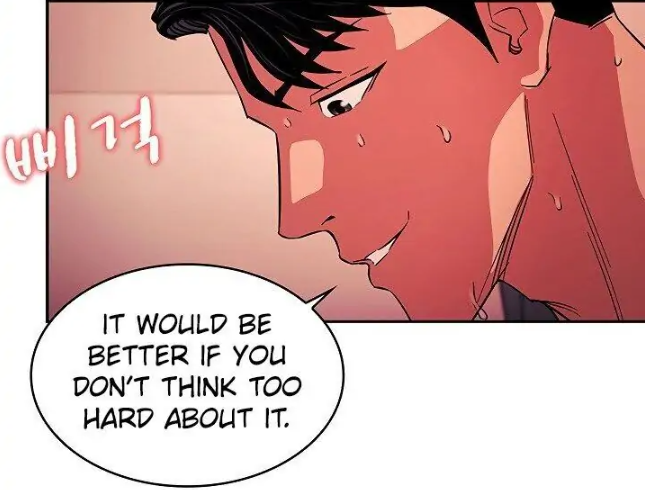 삐걱
IT WOULD BE
BETTER IF YOU
DON'T THINK TOO
HARD ABOUT IT.